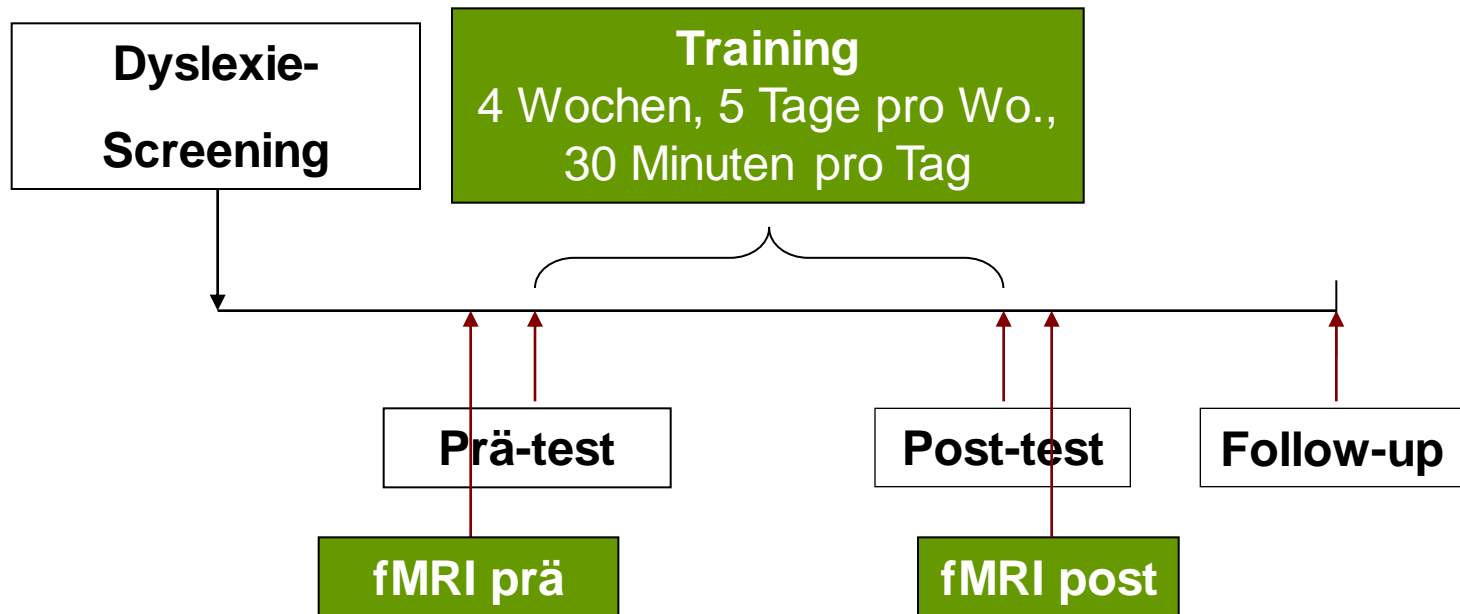 Dyslexie-
Screening
Training
4 Wochen, 5 Tage pro Wo.,
30 Minuten pro Tag
Prä-test
Post-test
Follow-up
fMRI prä
fMRI post